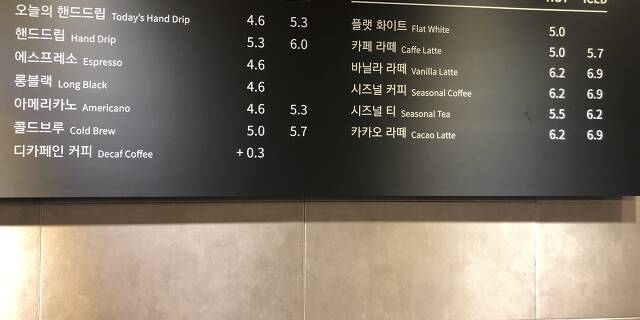 오늘의 핸드드립 Today's Hand Drip 4.6 5.3
핸드드립 Hand Drip 5.3 6.0
에스프레소 Espresso 4.6
롱블랙 Long Black 4.6
아메리카노 Americano 4.6 5.3
콜드브루 Cold Brew 5.0 5.7
디카페인 커피 Decaf Coffee + 0.3
HOT ICED
플랫 화이트 Flat White 5.0
카페 라떼 Caffe Latte 5.0 5.7
바닐라 라떼 Vanilla Latte 6.2 6.9
시즈널 커피 Seasonal Coffee 6.2 6.9
시즈널 티 Seasonal Tea 5.5 6.2
카카오 라떼 Cacao Latte 6.2 6.9